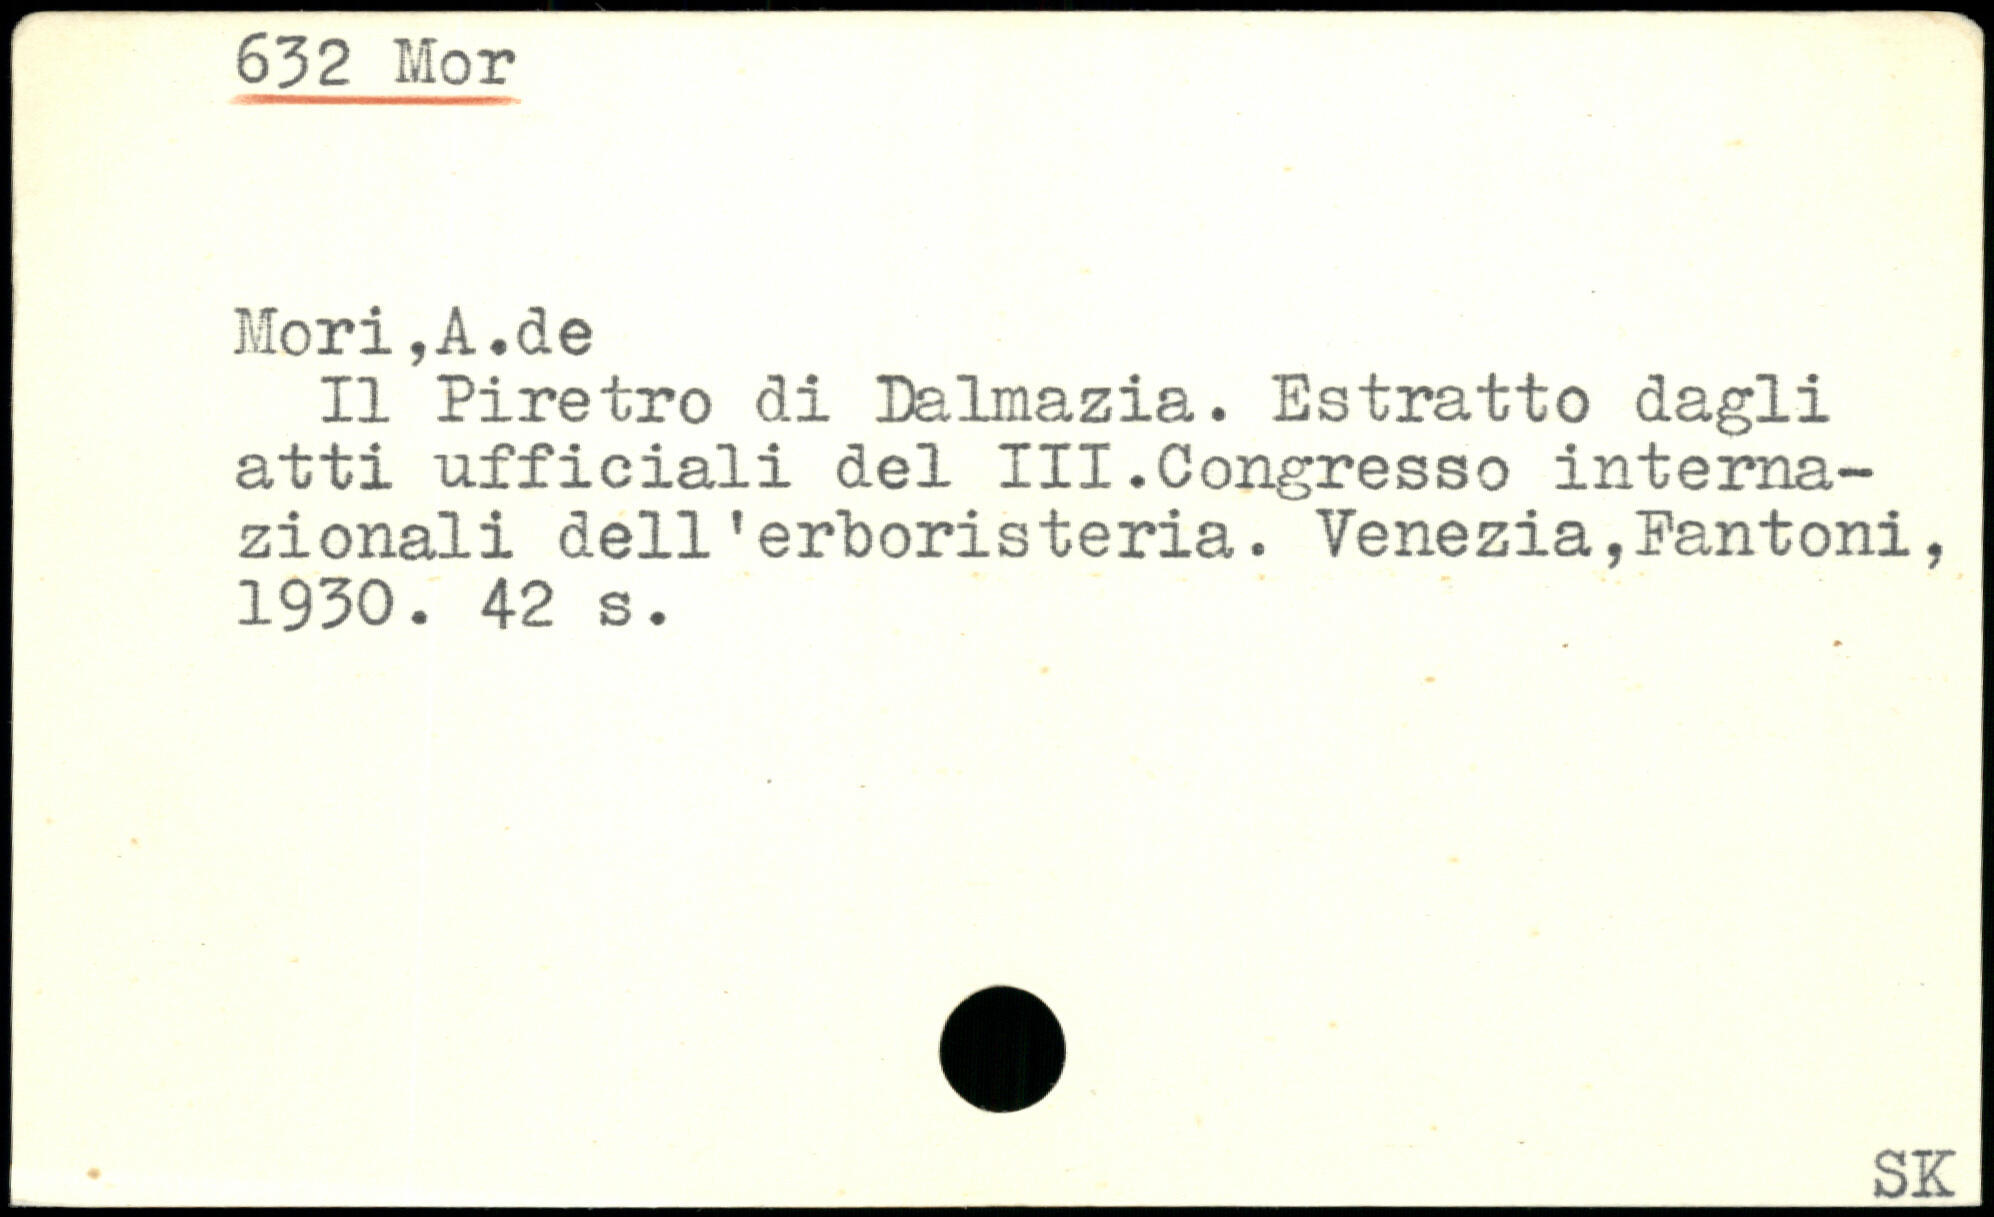 632 Mor
Mori,A.de
Il Piretro di Dalmazia. Estratto dagli
atti ufficiali del III.Congresso interna-
zionali dell'erboristeria. Venezia,Fantoni,
1930. 42 s.
SK